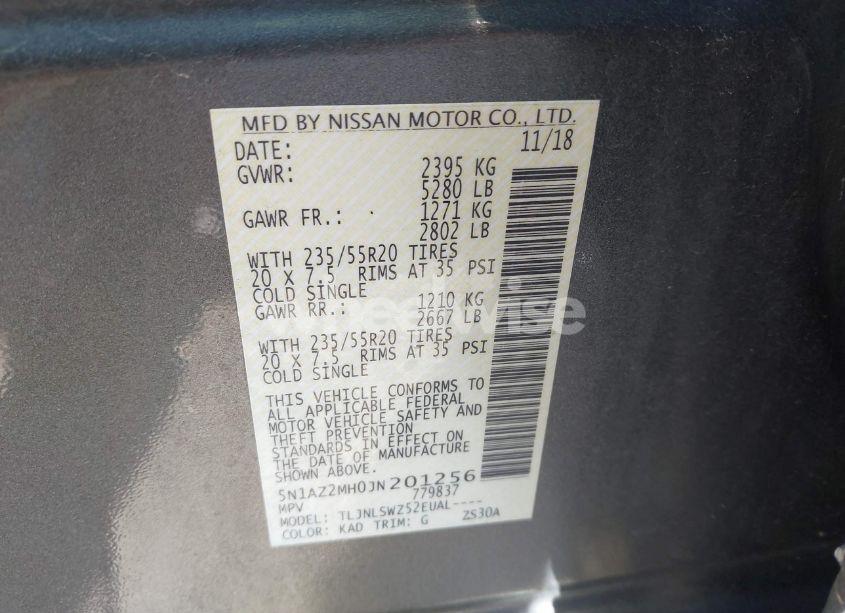 MFD BY NISSAN MOTOR CO., LTD.
DATE: 11/18
GVWR: 2395 KG
5280 LB
GAWR FR.: 1271 KG
2802 LB
WITH 235/55R20 TIRES
20 X 7.5 RIMS AT 35 PSI
COLD SINGLE
GAWR RR.: 1210 KG
2667 LB
WITH 235/55R20 TIRES
20 X 7.5 RIMS AT 35 PSI
COLD SINGLE
THIS VEHICLE CONFORMS TO
ALL APPLICABLE FEDERAL
MOTOR VEHICLE SAFETY AND
THEFT PREVENTION
STANDARDS IN EFFECT ON
THE DATE OF MANUFACTURE
SHOWN ABOVE.
5N1AZ2MH0JN201256
MPV 779837
MODEL: TLJNLSWZ52EUAL----
COLOR: KAD TRIM: G ZS30A